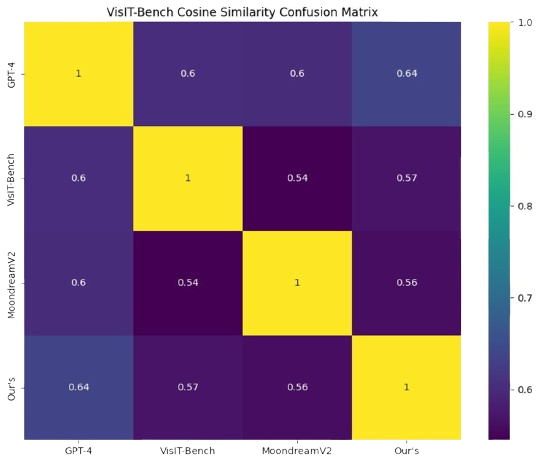 VisIT-Bench Cosine Similarity Confusion Matrix
GPT-4
1
0.6
0.6
0.64
VisIT-Bench
0.6
1
0.54
0.57
MoondreamV2
0.6
0.54
1
0.56
Our's
0.64
0.57
0.56
1
GPT-4
VisIT-Bench
MoondreamV2
Our's
1.0
0.9
0.8
0.7
0.6